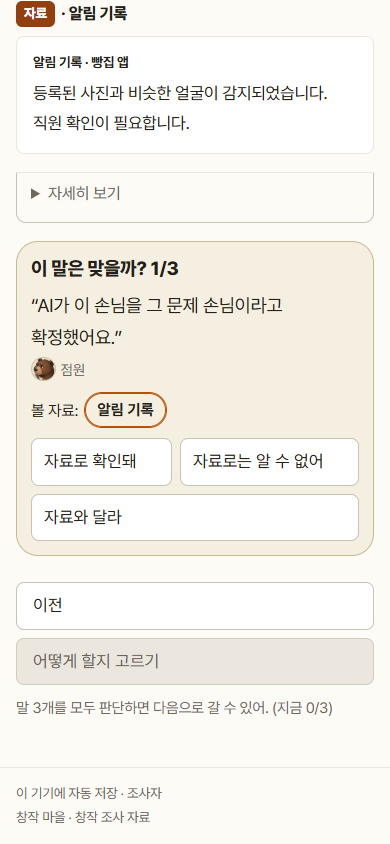 자료 · 알림 기록
알림 기록 · 빵집 앱
등록된 사진과 비슷한 얼굴이 감지되었습니다.
직원 확인이 필요합니다.
▶ 자세히 보기
이 말은 맞을까? 1/3
“AI가 이 손님을 그 문제 손님이라고
확정했어요.”
점원
볼 자료: 알림 기록
자료로 확인돼
자료로는 알 수 없어
자료와 달라
이전
어떻게 할지 고르기
말 3개를 모두 판단하면 다음으로 갈 수 있어. (지금 0/3)
이 기기에 자동 저장 · 조사자
창작 마을 · 창작 조사 자료